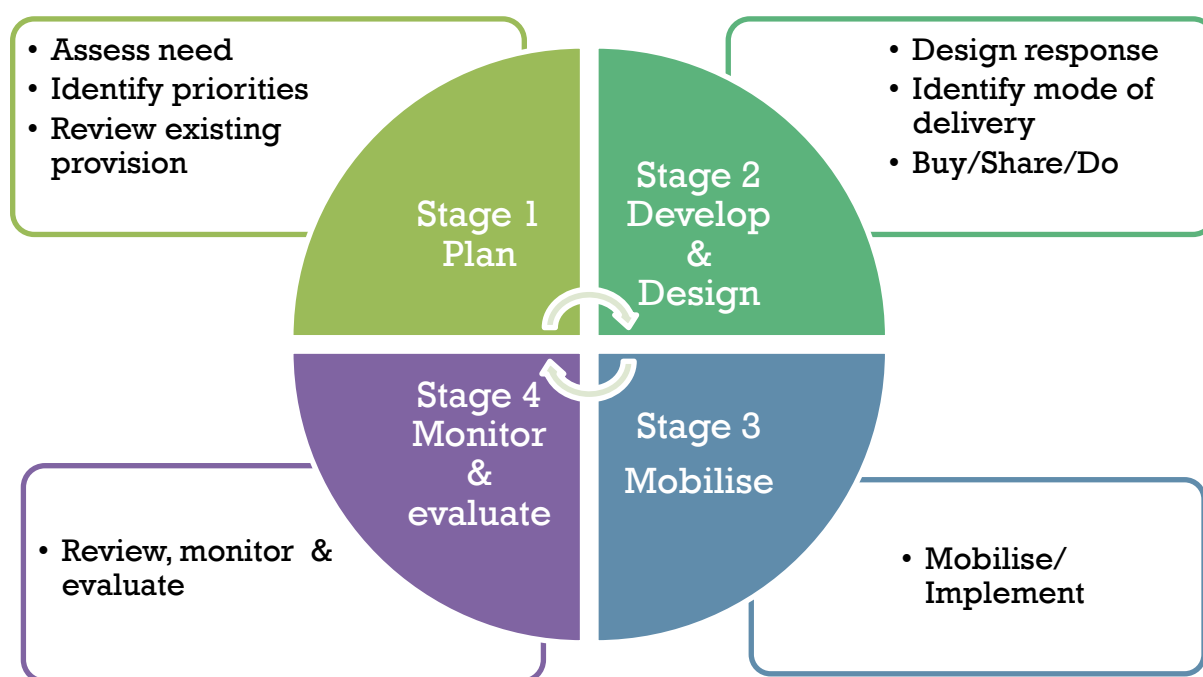 • Assess need
• Identify priorities
• Review existing
provision
• Design response
• Identify mode of
delivery
• Buy/Share/Do
Stage 1
Plan
Stage 2
Develop
&
Design
Stage 4
Monitor
&
evaluate
Stage 3
Mobilise
• Review, monitor &
evaluate
• Mobilise/
Implement